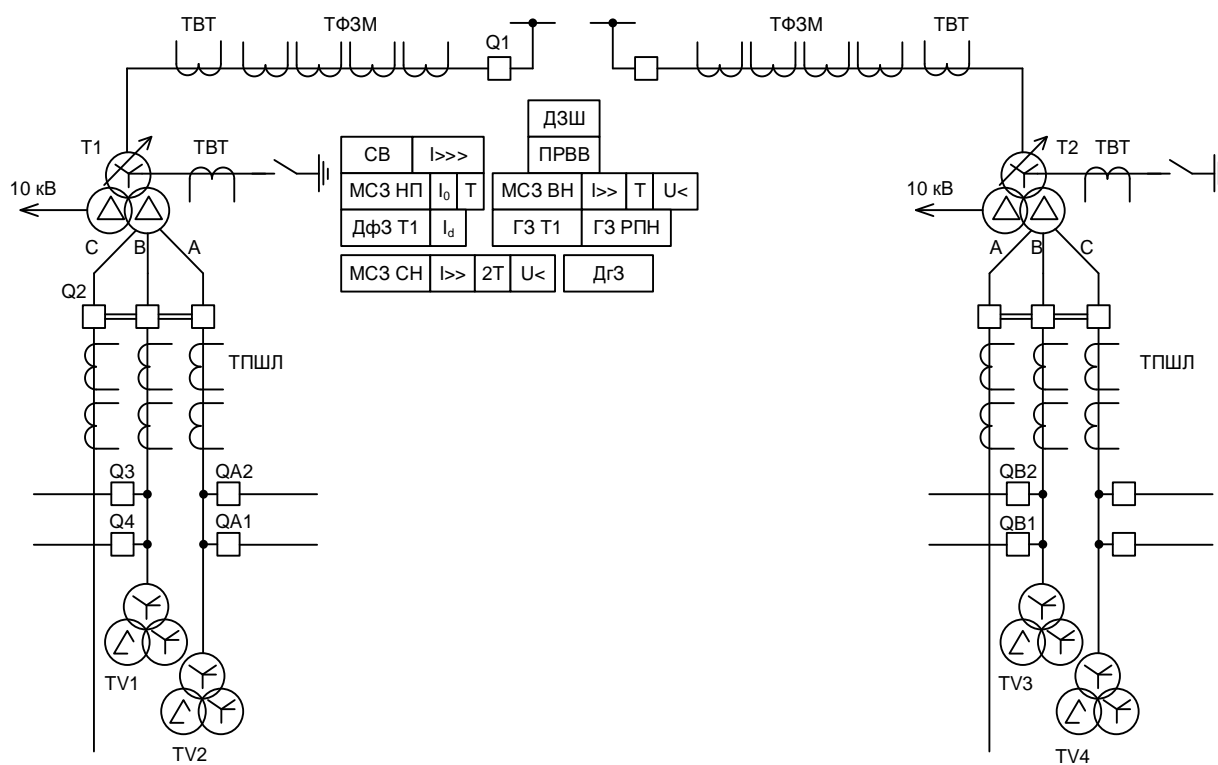 ТВТ ТФЗМ Q1 ТФЗМ ТВТ
ДЗШ
T1 ТВТ СВ I>>> ПРВВ T2 ТВТ
10 кВ МСЗ НП I₀ T МСЗ ВН I>> T U< 10 кВ
ДфЗ Т1 I_d ГЗ Т1 ГЗ РПН
C B A A B C
МСЗ СН I>> 2T U< ДгЗ
Q2
ТПШЛ ТПШЛ
Q3 QA2 QB2
Q4 QA1 QB1
TV1 TV3
TV2 TV4